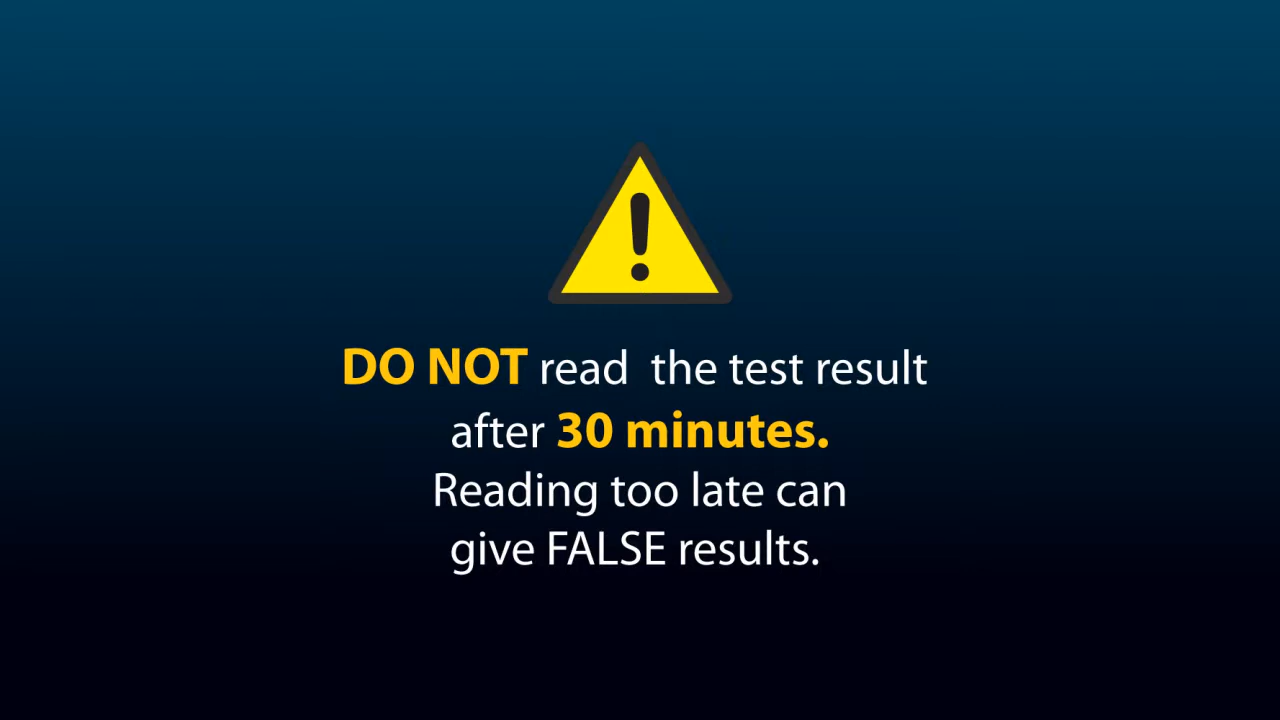 DO NOT read the test result
after 30 minutes.
Reading too late can
give FALSE results.